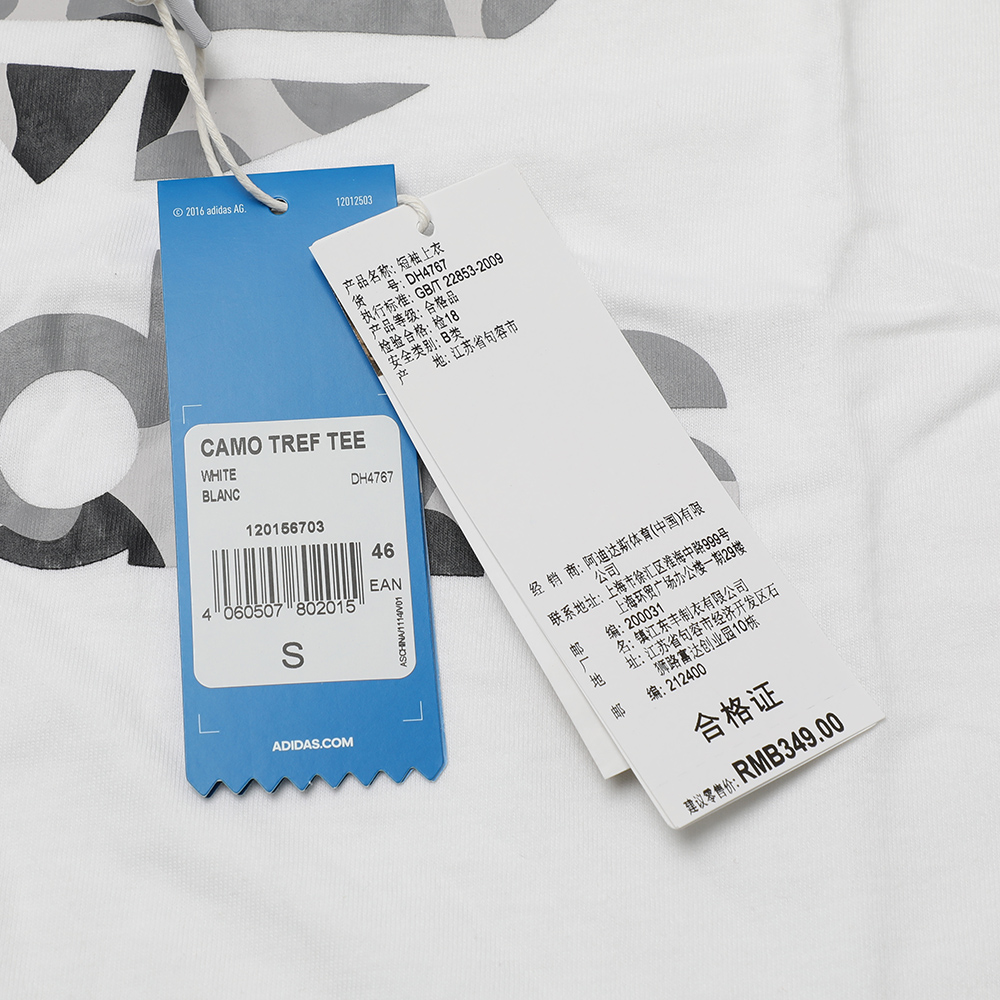 © 2016 adidas AG.
12012503
CAMO TREF TEE
WHITE
BLANC
DH4767
120156703
46
EAN
4 060507 802015
S
ASCHINA/1114/V01
ADIDAS.COM
产品名称: 短袖上衣
货 号: DH4767
执行标准: GB/T 22853-2009
产品等级: 合格品
检验合格: 检18
安全类别: B类
产 地: 江苏省句容市
经 销 商: 阿迪达斯体育(中国)有限
公司
联系地址: 上海市徐汇区淮海中路999号
上海环贸广场办公楼一期29楼
邮 编: 200031
厂 名: 镇江东丰制衣有限公司
地 址: 江苏省句容市经济开发区石
狮路富达创业园10栋
邮 编: 212400
合格证
建议零售价: RMB349.00